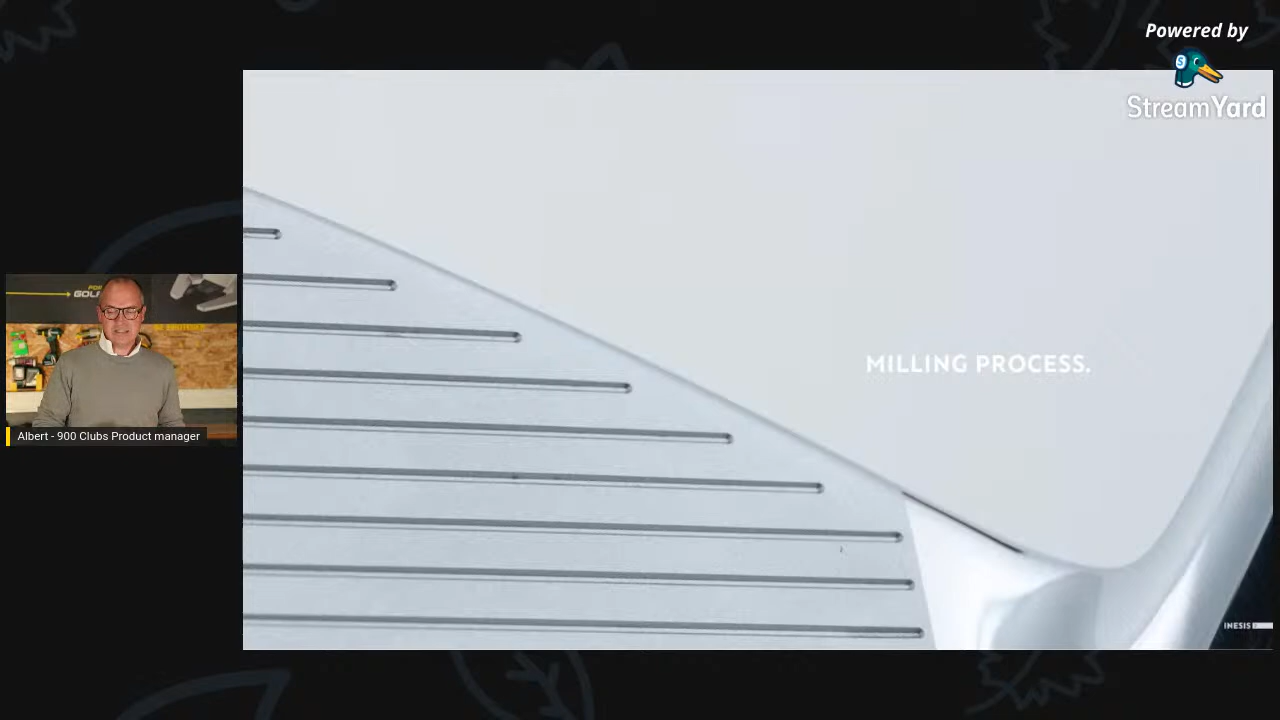 Powered by
StreamYard
MILLING PROCESS.
Albert - 900 Clubs Product manager
INESIS